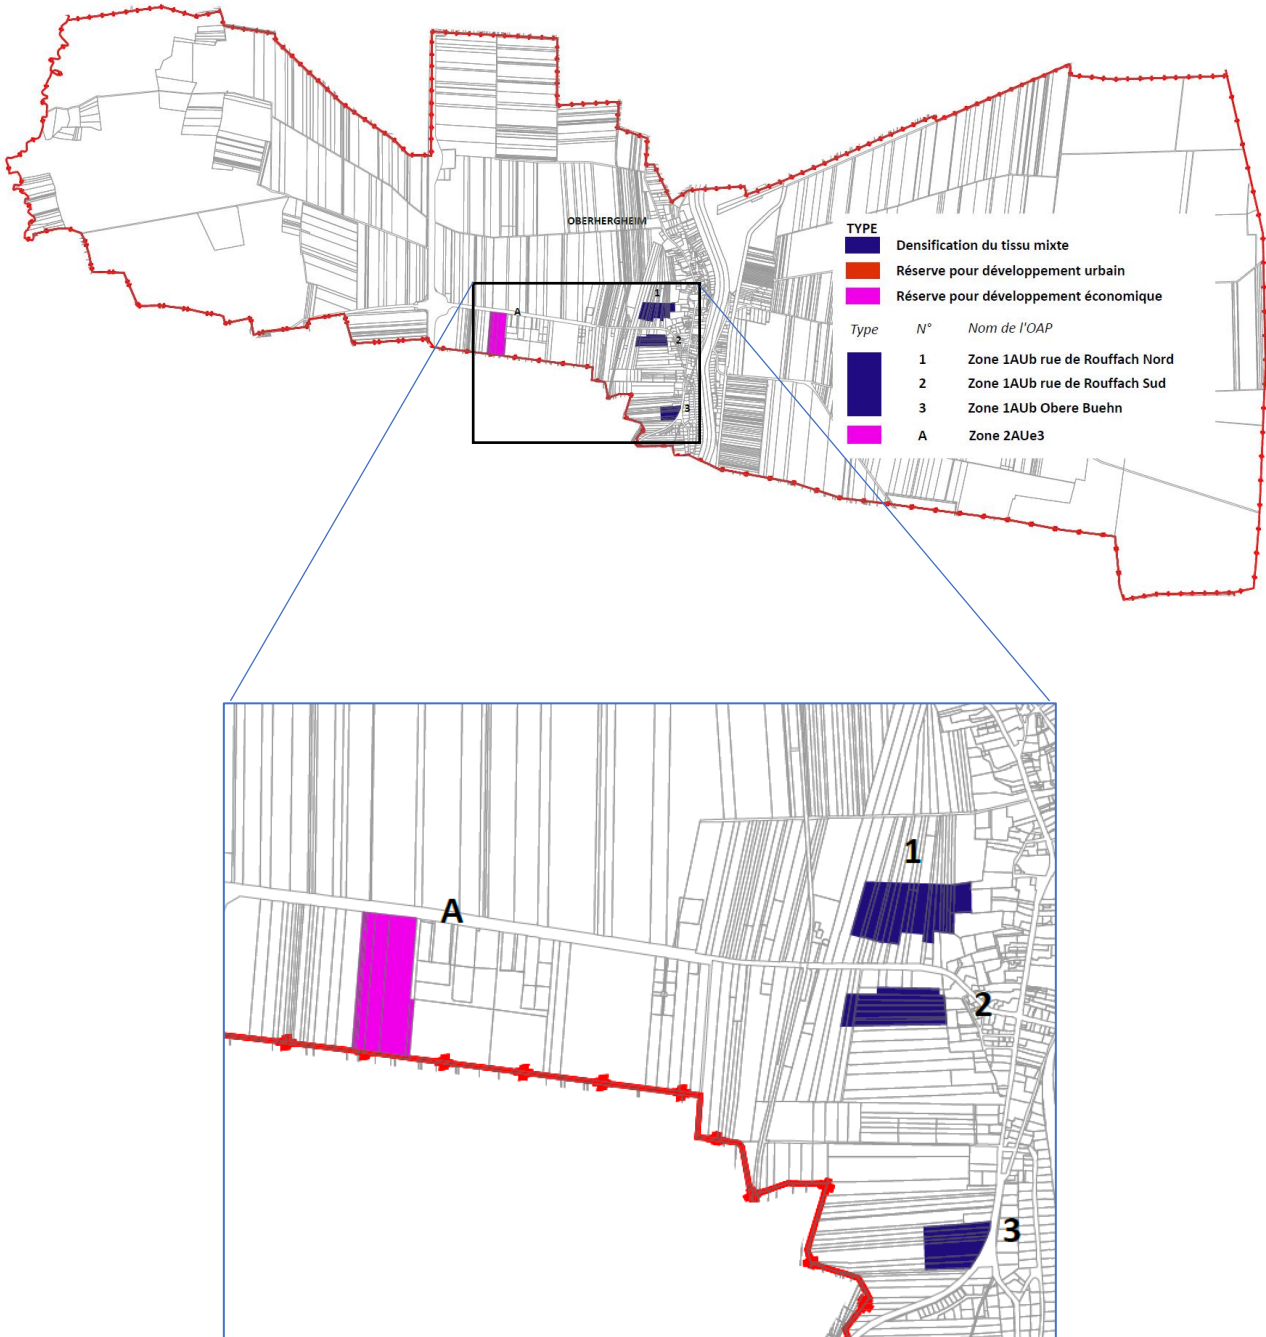 OBERHERGHEIM
TYPE
Densification du tissu mixte
Réserve pour développement urbain
Réserve pour développement économique
Type N° Nom de l'OAP
1 Zone 1AUb rue de Rouffach Nord
2 Zone 1AUb rue de Rouffach Sud
3 Zone 1AUb Obere Buehn
A Zone 2AUe3
1
A
2
3
1
A
2
3